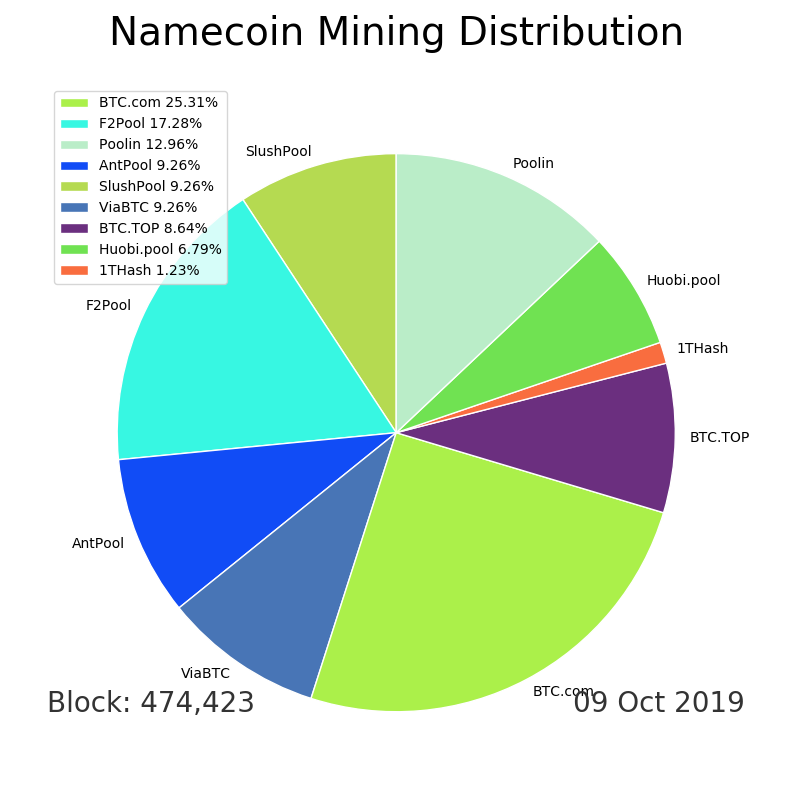 Namecoin Mining Distribution
BTC.com 25.31%
F2Pool 17.28%
Poolin 12.96%
AntPool 9.26%
SlushPool 9.26%
ViaBTC 9.26%
BTC.TOP 8.64%
Huobi.pool 6.79%
1THash 1.23%
SlushPool
Poolin
Huobi.pool
F2Pool
1THash
BTC.TOP
AntPool
ViaBTC
BTC.com
Block: 474,423
09 Oct 2019